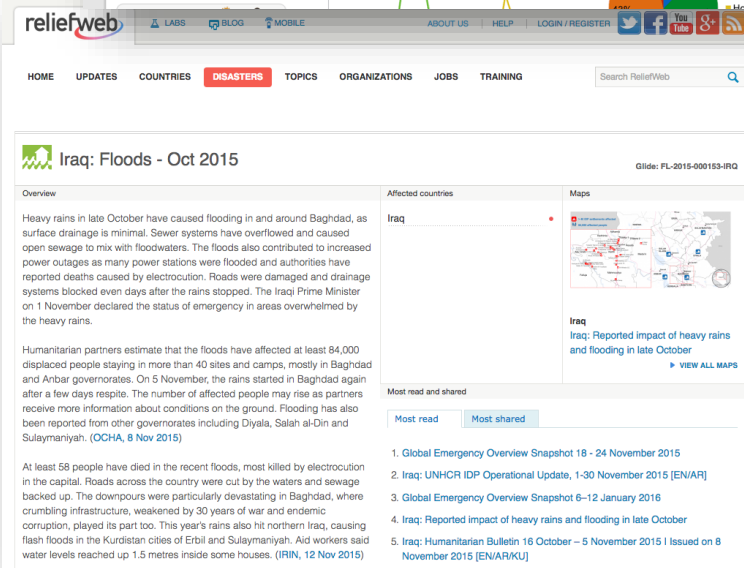 reliefweb
LABS
BLOG
MOBILE
ABOUT US | HELP | LOGIN / REGISTER
You Tube
HOME UPDATES COUNTRIES DISASTERS TOPICS ORGANIZATIONS JOBS TRAINING
Search ReliefWeb
Iraq: Floods - Oct 2015
Glide: FL-2015-000153-IRQ
Overview
Heavy rains in late October have caused flooding in and around Baghdad, as
surface drainage is minimal. Sewer systems have overflowed and caused
open sewage to mix with floodwaters. The floods also contributed to increased
power outages as many power stations were flooded and authorities have
reported deaths caused by electrocution. Roads were damaged and drainage
systems blocked even days after the rains stopped. The Iraqi Prime Minister
on 1 November declared the status of emergency in areas overwhelmed by
the heavy rains.
Humanitarian partners estimate that the floods have affected at least 84,000
displaced people staying in more than 40 sites and camps, mostly in Baghdad
and Anbar governorates. On 5 November, the rains started in Baghdad again
after a few days respite. The number of affected people may rise as partners
receive more information about conditions on the ground. Flooding has also
been reported from other governorates including Diyala, Salah al-Din and
Sulaymaniyah. (OCHA, 8 Nov 2015)
At least 58 people have died in the recent floods, most killed by electrocution
in the capital. Roads across the country were cut by the waters and sewage
backed up. The downpours were particularly devastating in Baghdad, where
crumbling infrastructure, weakened by 30 years of war and endemic
corruption, played its part too. This year's rains also hit northern Iraq, causing
flash floods in the Kurdistan cities of Erbil and Sulaymaniyah. Aid workers said
water levels reached up 1.5 metres inside some houses. (IRIN, 12 Nov 2015)
Affected countries
Iraq
Maps
Iraq
Iraq: Reported impact of heavy rains
and flooding in late October
VIEW ALL MAPS
Most read and shared
Most read Most shared
1. Global Emergency Overview Snapshot 18 - 24 November 2015
2. Iraq: UNHCR IDP Operational Update, 1-30 November 2015 [EN/AR]
3. Global Emergency Overview Snapshot 6–12 January 2016
4. Iraq: Reported impact of heavy rains and flooding in late October
5. Iraq: Humanitarian Bulletin 16 October – 5 November 2015 I Issued on 8
November 2015 [EN/AR/KU]